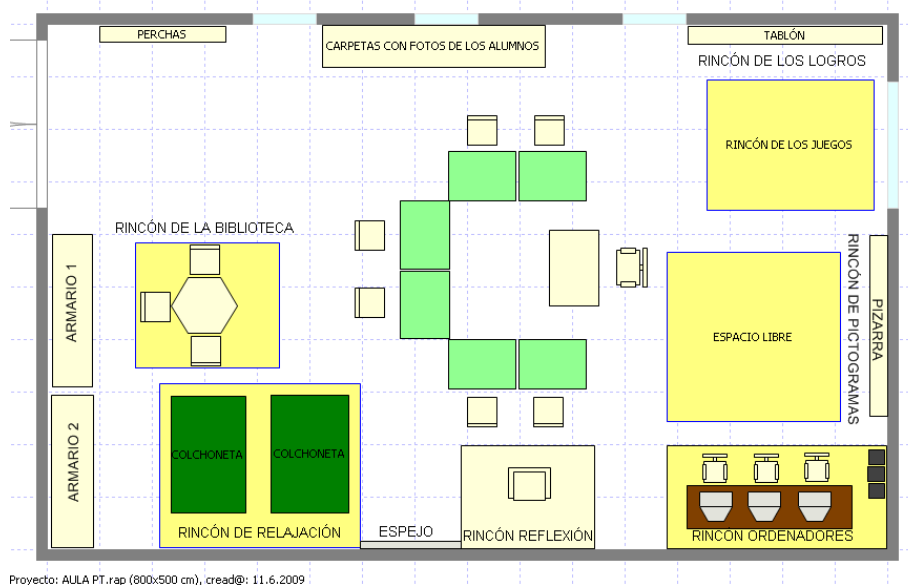 PERCHAS
CARPETAS CON FOTOS DE LOS ALUMNOS
TABLÓN
RINCÓN DE LOS LOGROS
RINCÓN DE LOS JUEGOS
RINCÓN DE LA BIBLIOTECA
ARMARIO 1
RINCÓN DE PICTOGRAMAS
PIZARRA
ESPACIO LIBRE
ARMARIO 2
COLCHONETA
COLCHONETA
RINCÓN DE RELAJACIÓN
ESPEJO
RINCÓN REFLEXIÓN
RINCÓN ORDENADORES
Proyecto: AULA PT.rap (800x500 cm), cread@: 11.6.2009